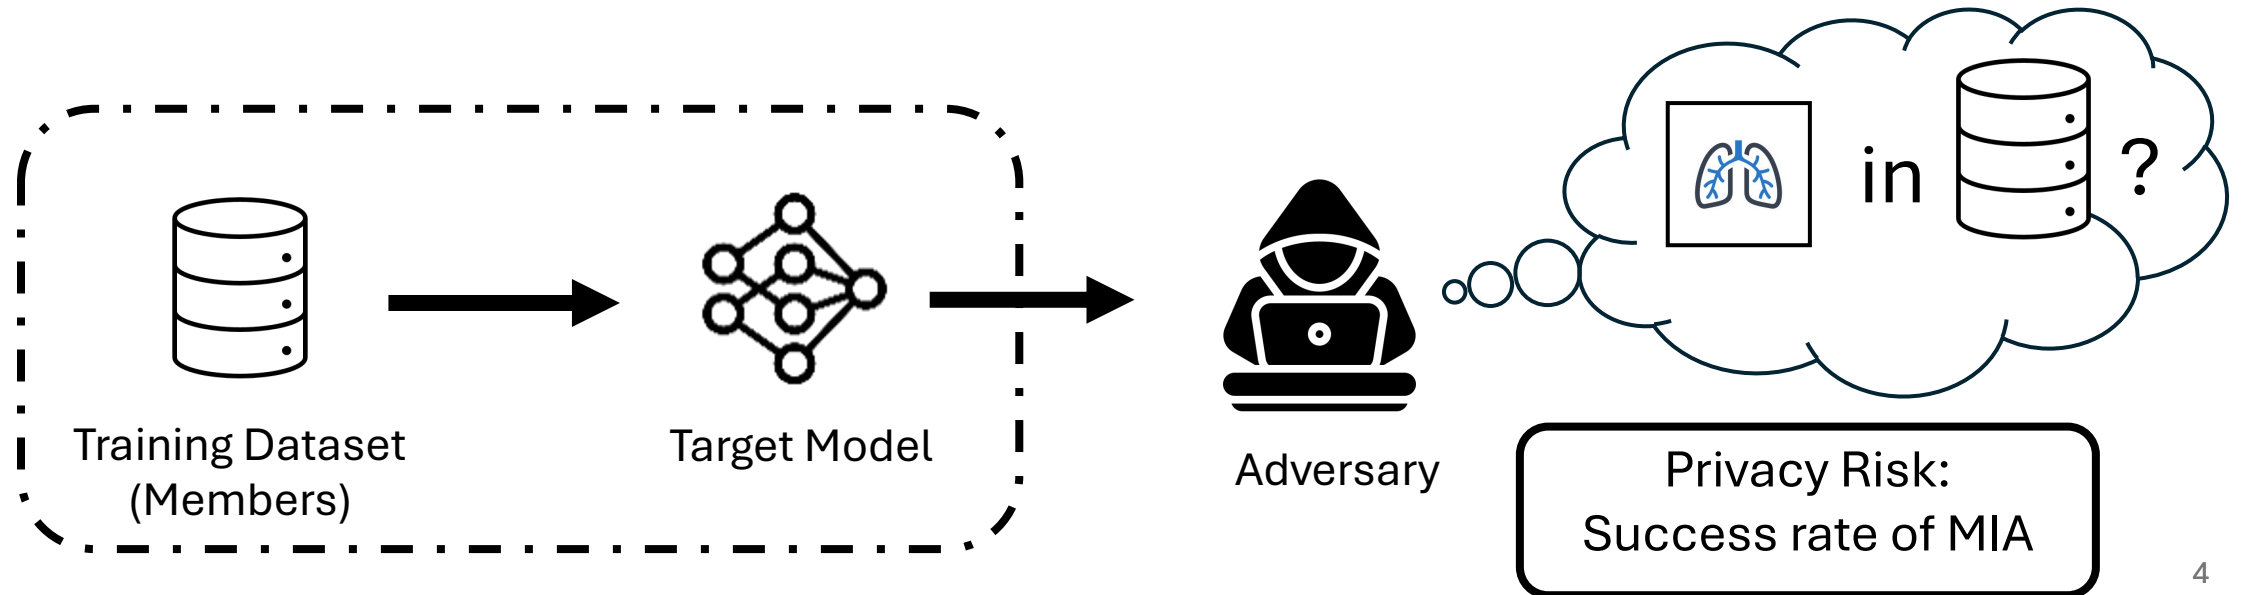 in
?
Training Dataset
(Members)
Target Model
Adversary
Privacy Risk:
Success rate of MIA
4